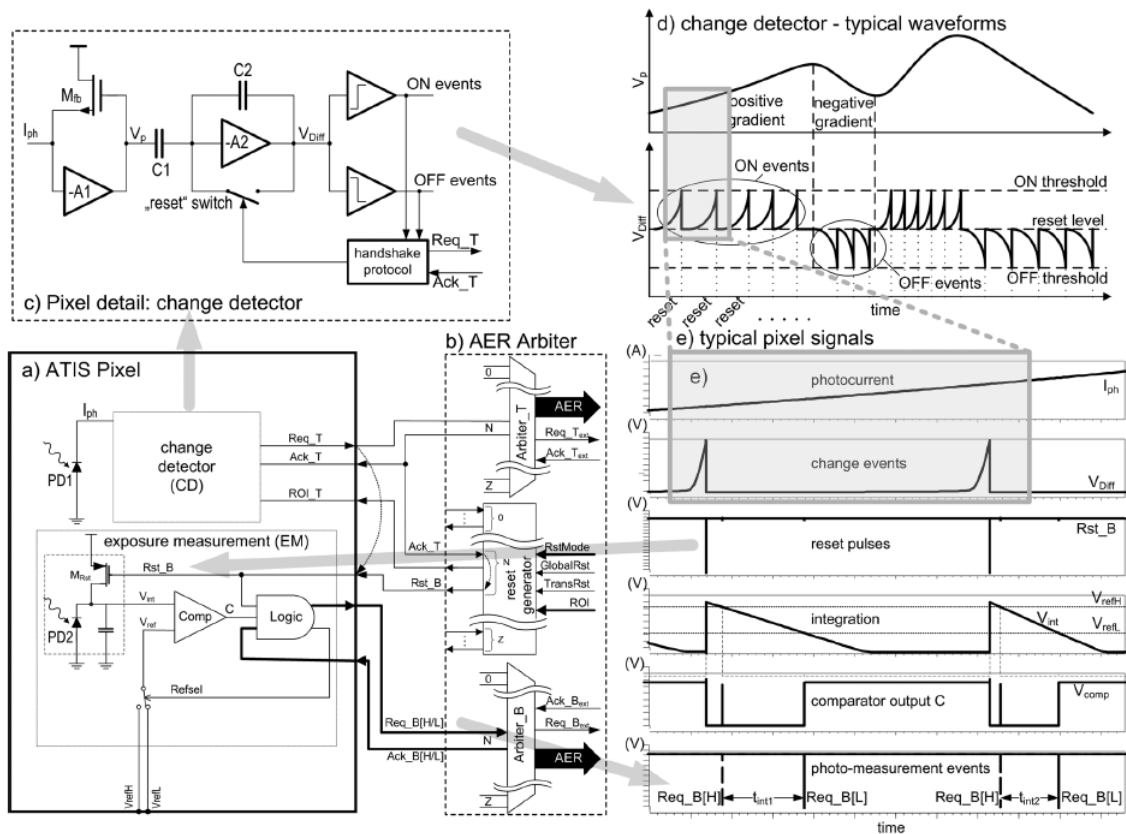 C2
ON events
Mfb
Iph
Vp
C1
-A2
VDiff
-A1
„reset“ switch
OFF events
handshake
protocol
Req_T
Ack_T
c) Pixel detail: change detector
d) change detector - typical waveforms
Vp
positive
gradient
negative
gradient
ON events
ON threshold
VDiff
reset level
OFF events
OFF threshold
reset
reset
reset
time
a) ATIS Pixel
Iph
PD1
change
detector
(CD)
Req_T
Ack_T
ROI_T
exposure measurement (EM)
MRst
Rst_B
PD2
Vint
Vref
Comp
C
Logic
Refsel
VrefH
VrefL
b) AER Arbiter
0
N
Z
Arbiter_T
AER
Req_Text
Ack_Text
0
Ack_T
N
Rst_B
reset
generator
RstMode
GlobalRst
TransRst
ROI
Z
0
Ack_Bext
Req_Bext
Req_B[H/L]
N
Ack_B[H/L]
Arbiter_B
AER
Z
e) typical pixel signals
(A)
e)
photocurrent
Iph
(V)
change events
VDiff
(V)
Rst_B
reset pulses
(V)
VrefH
integration
Vint
VrefL
(V)
comparator output C
Vcomp
(V)
photo-measurement events
Req_B[H]
tint1
Req_B[L]
Req_B[H]
tint2
Req_B[L]
time